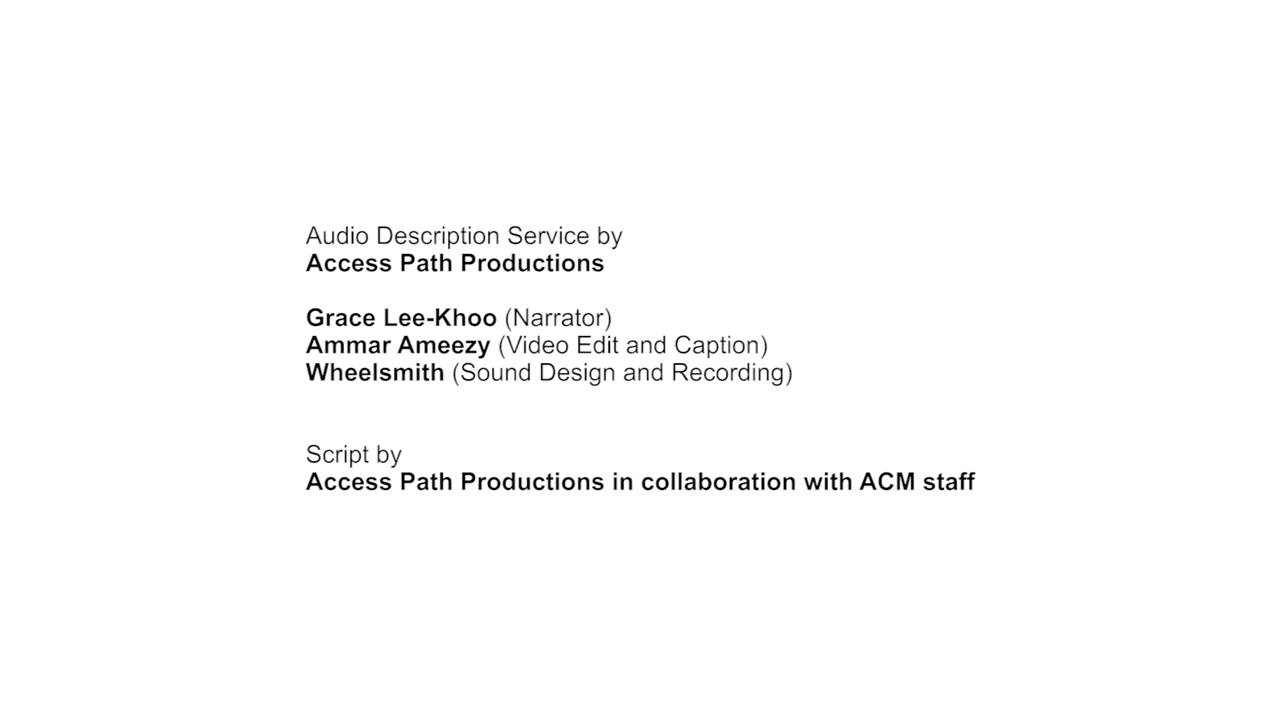 Audio Description Service by
Access Path Productions
Grace Lee-Khoo (Narrator)
Ammar Ameezy (Video Edit and Caption)
Wheelsmith (Sound Design and Recording)
Script by
Access Path Productions in collaboration with ACM staff